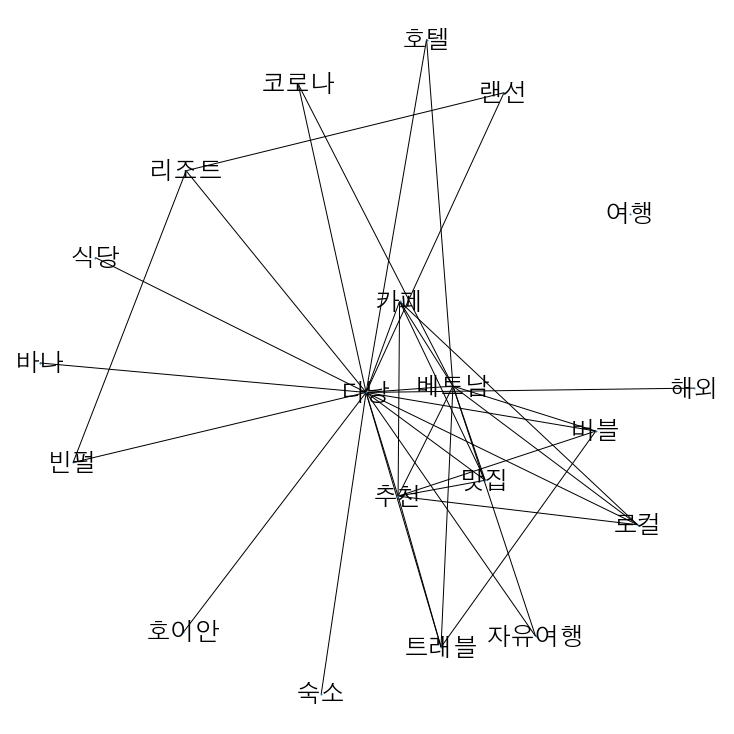 호텔
코로나
랜선
리조트
여행
식당
카페
바나
다낭
베트남
해외
버블
빈펄
맛집
추천
로컬
호이안
트래블
자유여행
숙소